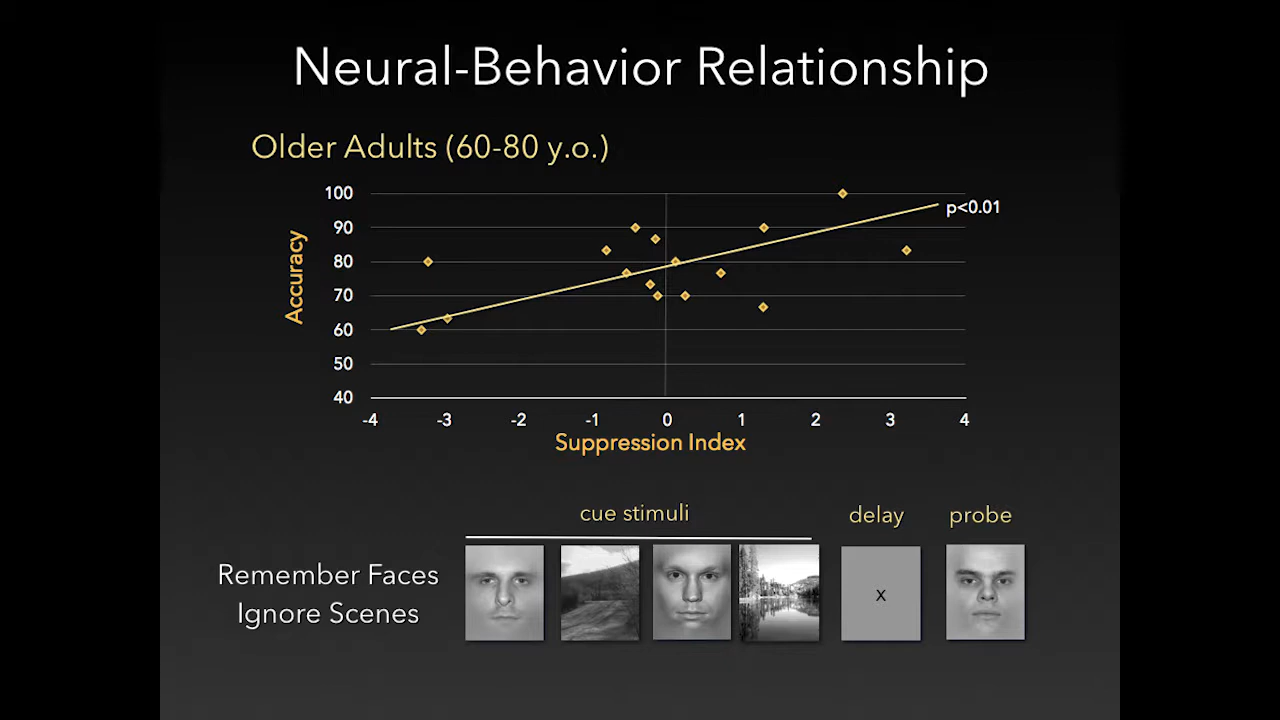 Neural-Behavior Relationship
Older Adults (60-80 y.o.)
100
90
80
70
60
50
40
Accuracy
p<0.01
-4 -3 -2 -1 0 1 2 3 4
Suppression Index
cue stimuli delay probe
Remember Faces
Ignore Scenes
x